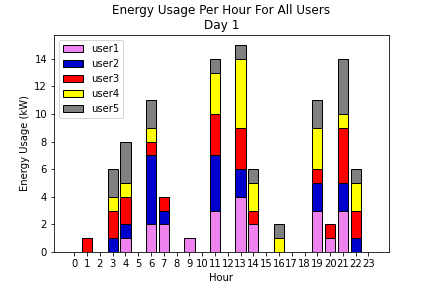 Energy Usage Per Hour For All Users
Day 1
user1
user2
user3
user4
user5
Energy Usage (kW)
14
12
10
8
6
4
2
0
0 1 2 3 4 5 6 7 8 9 10 11 12 13 14 15 16 17 18 19 20 21 22 23
Hour